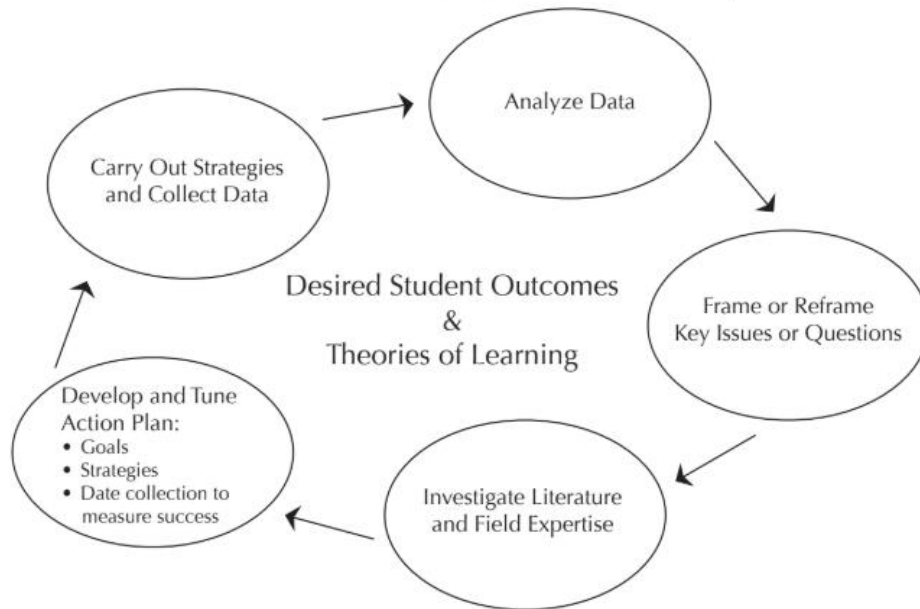 Analyze Data
Carry Out Strategies
and Collect Data
Desired Student Outcomes
&
Theories of Learning
Frame or Reframe
Key Issues or Questions
Develop and Tune
Action Plan:
• Goals
• Strategies
• Date collection to
measure success
Investigate Literature
and Field Expertise